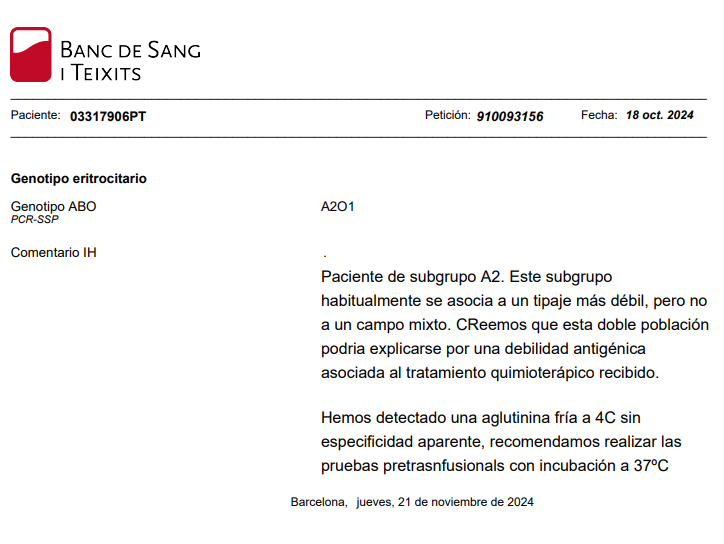 BANC DE SANG
I TEIXITS
Paciente: 03317906PT Petición: 910093156 Fecha: 18 oct. 2024
Genotipo eritrocitario
Genotipo ABO A2O1
PCR-SSP
Comentario IH .
Paciente de subgrupo A2. Este subgrupo
habitualmente se asocia a un tipaje más débil, pero no
a un campo mixto. CReemos que esta doble población
podria explicarse por una debilidad antigénica
asociada al tratamiento quimioterápico recibido.
Hemos detectado una aglutinina fría a 4C sin
especificidad aparente, recomendamos realizar las
pruebas pretrasnfusionals con incubación a 37ºC
Barcelona, jueves, 21 de noviembre de 2024